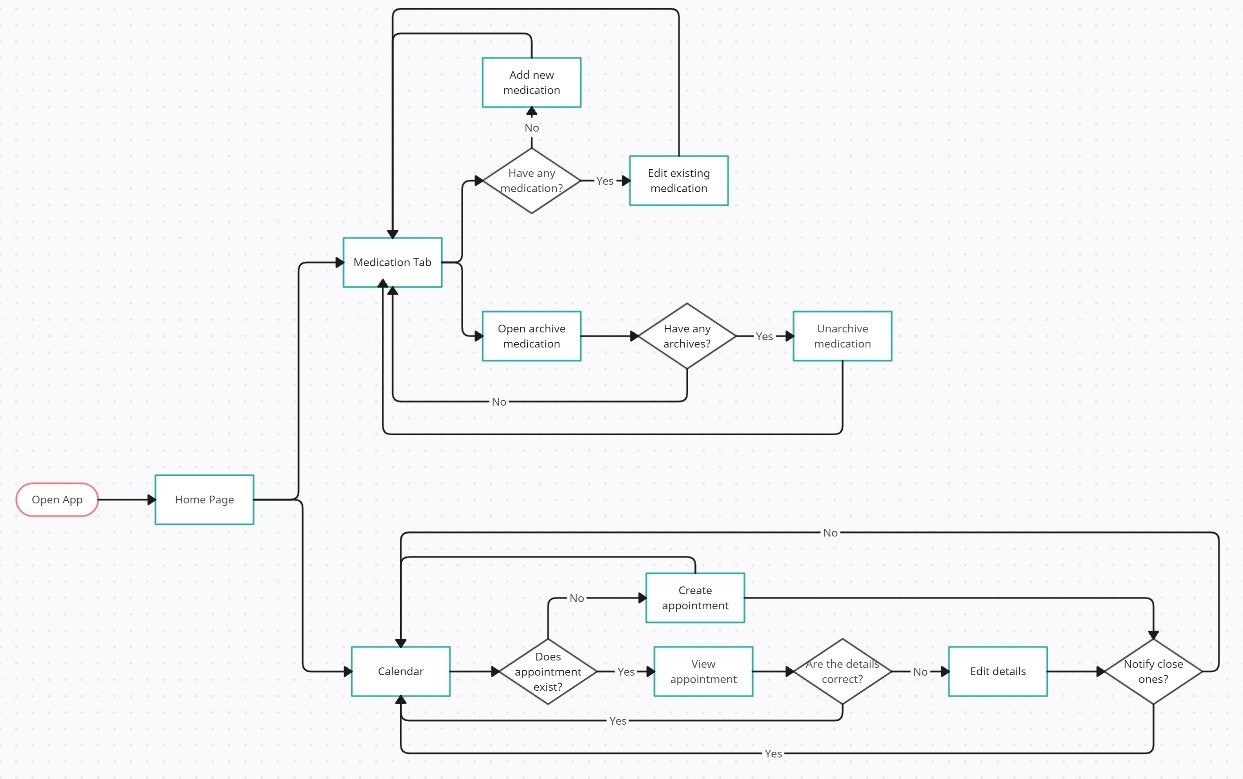 Add new
medication
No
Have any
medication?
Yes
Edit existing
medication
Medication Tab
Open archive
medication
Have any
archives?
Yes
Unarchive
medication
No
Open App
Home Page
No
Create
appointment
No
Calendar
Does
appointment
exist?
Yes
View
appointment
Are the details
correct?
No
Edit details
Notify close
ones?
Yes
Yes